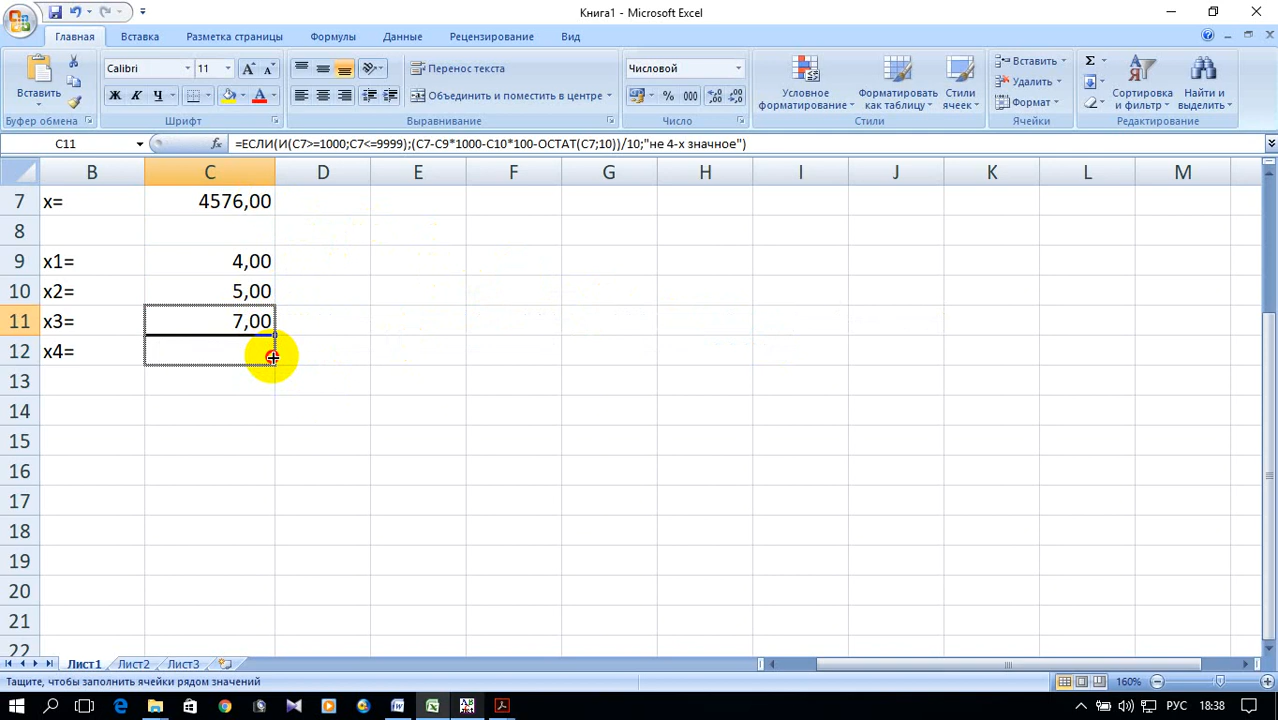 Книга1 - Microsoft Excel
Главная Вставка Разметка страницы Формулы Данные Рецензирование Вид
Вставить
Буфер обмена
Calibri 11
Ж К Ч
Шрифт
Перенос текста
Объединить и поместить в центре
Выравнивание
Числовой
% 000
Число
Условное форматирование
Форматировать как таблицу
Стили ячеек
Стили
Вставить
Удалить
Формат
Ячейки
Сортировка и фильтр
Найти и выделить
Редактирование
C11 fx =ЕСЛИ(И(C7>=1000;C7<=9999);(C7-C9*1000-C10*100-ОСТАТ(C7;10))/10;"не 4-х значное")
B C D E F G H I J K L M
7 x= 4576,00
8
9 x1= 4,00
10 x2= 5,00
11 x3= 7,00
12 x4=
13
14
15
16
17
18
19
20
21
22
Лист1 Лист2 Лист3
Тащите, чтобы заполнить ячейки рядом значений 160%
РУС 18:38